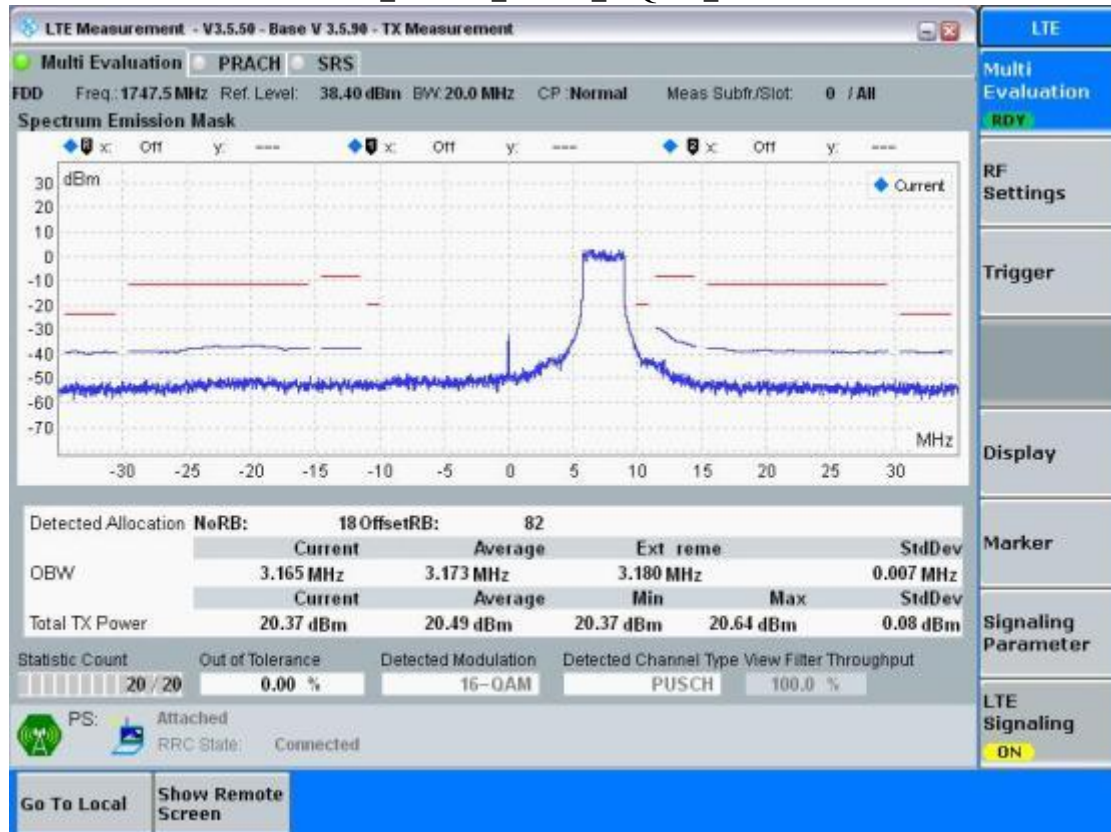 LTE Measurement - V3.5.50 - Base V 3.5.90 - TX Measurement
LTE
Multi Evaluation PRACH SRS
FDD Freq.: 1747.5 MHz Ref. Level: 38.40 dBm BW: 20.0 MHz CP :Normal Meas Subfr./Slot: 0 / All
Spectrum Emission Mask
x: Off y: --- x: Off y: --- x: Off y: ---
dBm
Current
30
20
10
0
-10
-20
-30
-40
-50
-60
-70
MHz
-30 -25 -20 -15 -10 -5 0 5 10 15 20 25 30
Detected Allocation NoRB: 18 OffsetRB: 82
Current Average Ext reme StdDev
OBW 3.165 MHz 3.173 MHz 3.180 MHz 0.007 MHz
Current Average Min Max StdDev
Total TX Power 20.37 dBm 20.49 dBm 20.37 dBm 20.64 dBm 0.08 dBm
Statistic Count Out of Tolerance Detected Modulation Detected Channel Type View Filter Throughput
20 / 20 0.00 % 16-QAM PUSCH 100.0 %
PS: Attached
RRC State: Connected
Multi
Evaluation
RDY
RF
Settings
Trigger
Display
Marker
Signaling
Parameter
LTE
Signaling
ON
Go To Local
Show Remote
Screen